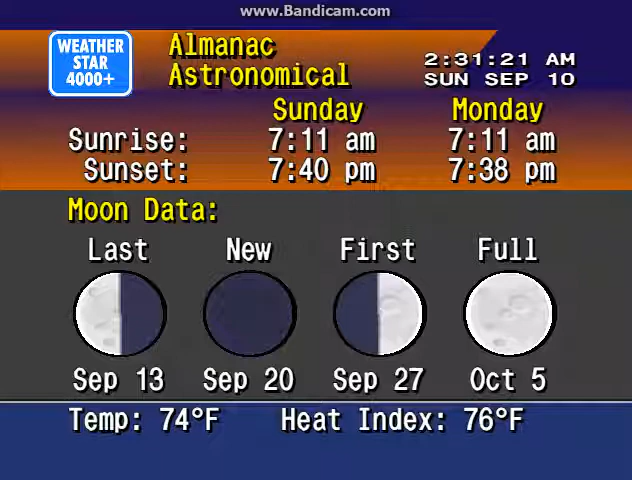 www.Bandicam.com
WEATHER
STAR
4000+
Almanac
Astronomical
2:31:21 AM
SUN SEP 10
Sunday Monday
Sunrise: 7:11 am 7:11 am
Sunset: 7:40 pm 7:38 pm
Moon Data:
Last New First Full
Sep 13 Sep 20 Sep 27 Oct 5
Temp: 74°F Heat Index: 76°F